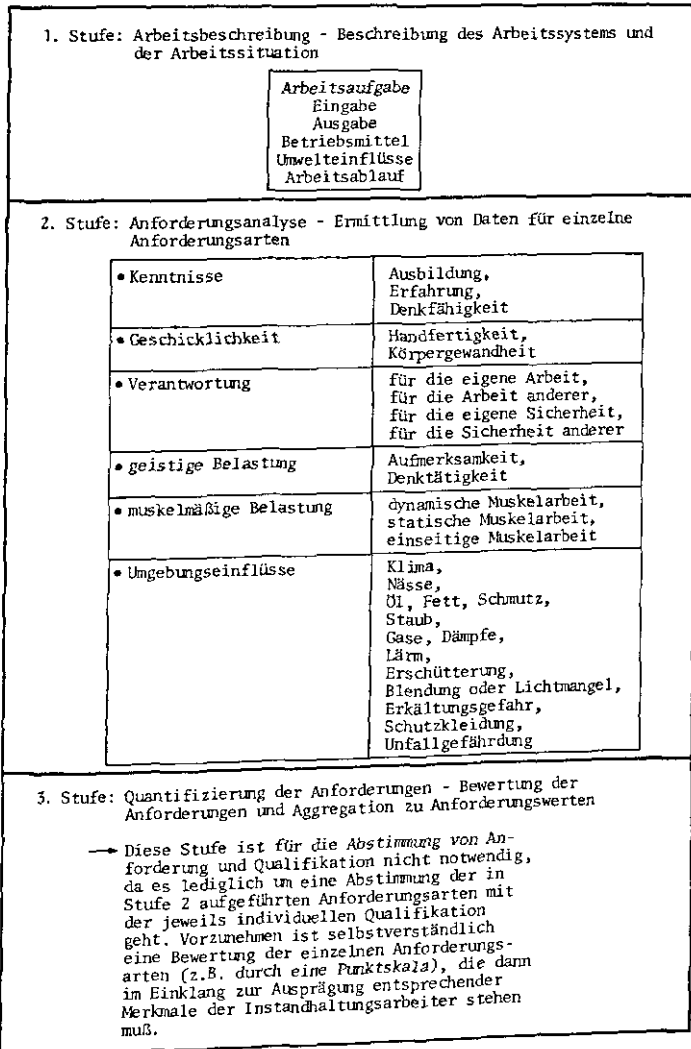 1. Stufe: Arbeitsbeschreibung - Beschreibung des Arbeitssystems und
der Arbeitssituation
Arbeitsaufgabe
Eingabe
Ausgabe
Betriebsmittel
Umwelteinflüsse
Arbeitsablauf
2. Stufe: Anforderungsanalyse - Ermittlung von Daten für einzelne
Anforderungsarten
• Kenntnisse
Ausbildung,
Erfahrung,
Denkfähigkeit
• Geschicklichkeit
Handfertigkeit,
Körpergewandheit
• Verantwortung
für die eigene Arbeit,
für die Arbeit anderer,
für die eigene Sicherheit,
für die Sicherheit anderer
• geistige Belastung
Aufmerksamkeit,
Denktätigkeit
• muskelmäßige Belastung
dynamische Muskelarbeit,
statische Muskelarbeit,
einseitige Muskelarbeit
• Umgebungseinflüsse
Klima,
Nässe,
Öl, Fett, Schmutz,
Staub,
Gase, Dämpfe,
Lärm,
Erschütterung,
Blendung oder Lichtmangel,
Erkältungsgefahr,
Schutzkleidung,
Unfallgefährdung
3. Stufe: Quantifizierung der Anforderungen - Bewertung der
Anforderungen und Aggregation zu Anforderungswerten
→ Diese Stufe ist für die Abstimmung von An-
forderung und Qualifikation nicht notwendig,
da es lediglich um eine Abstimmung der in
Stufe 2 aufgeführten Anforderungsarten mit
der jeweils individuellen Qualifikation
geht. Vorzunehmen ist selbstverständlich
eine Bewertung der einzelnen Anforderungs-
arten (z.B. durch eine Punktskala), die dann
im Einklang zur Ausprägung entsprechender
Merkmale der Instandhaltungsarbeiter stehen
muß.